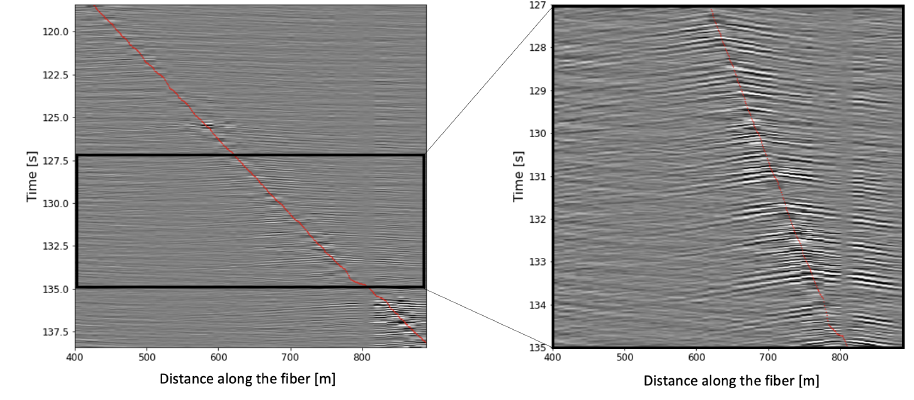 120.0
122.5
125.0
127.5
130.0
132.5
135.0
137.5
Time [s]
400 500 600 700 800
Distance along the fiber [m]
127
128
129
130
131
132
133
134
135
Time [s]
400 500 600 700 800
Distance along the fiber [m]